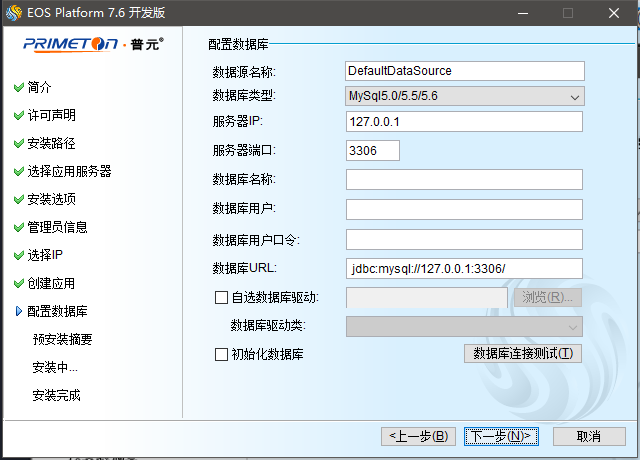 EOS Platform 7.6 开发版
PRIMETON·普元®
简介
许可声明
安装路径
选择应用服务器
安装选项
管理员信息
选择IP
创建应用
配置数据库
预安装摘要
安装中...
安装完成
配置数据库
数据源名称: DefaultDataSource
数据库类型: MySql5.0/5.5/5.6
服务器IP: 127.0.0.1
服务器端口: 3306
数据库名称:
数据库用户:
数据库用户口令:
数据库URL: jdbc:mysql://127.0.0.1:3306/
自选数据库驱动: 浏览(R)...
数据库驱动类:
初始化数据库 数据库连接测试(T)
<上一步(B) 下一步(N)> 取消